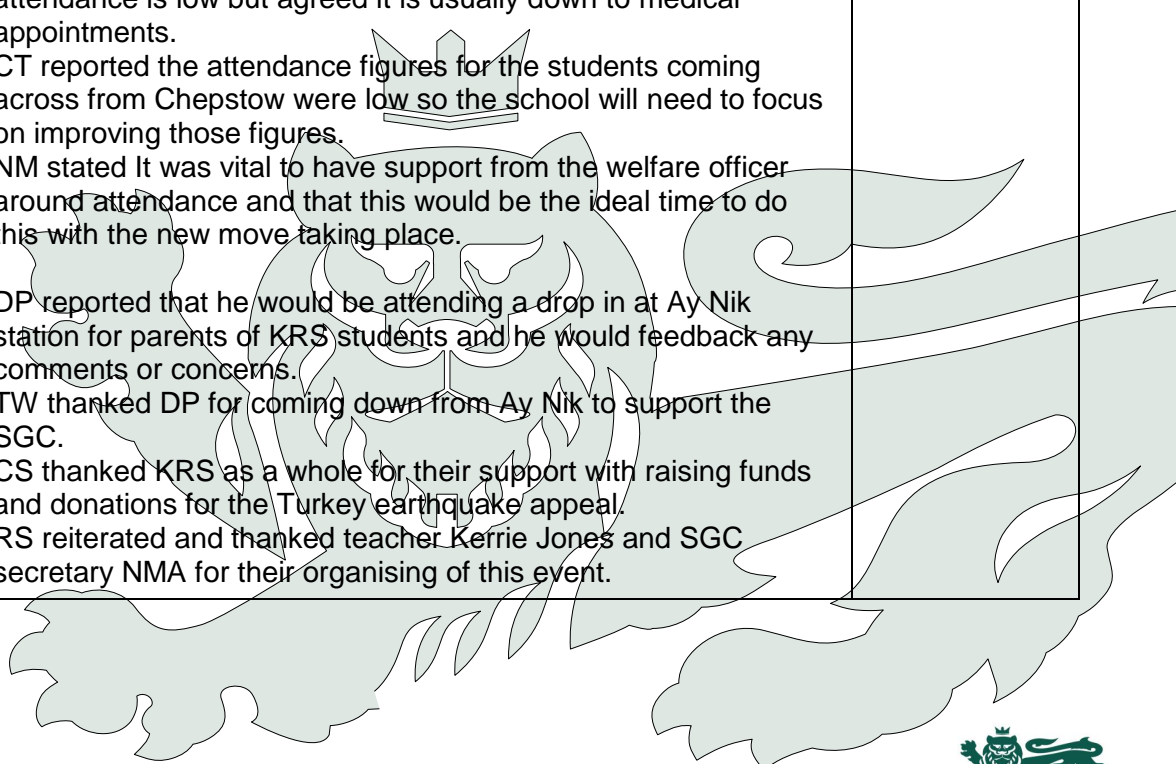 attendance is low but agreed it is usually down to medical
appointments.
CT reported the attendance figures for the students coming
across from Chepstow were low so the school will need to focus
on improving those figures.
NM stated It was vital to have support from the welfare officer
around attendance and that this would be the ideal time to do
this with the new move taking place.
DP reported that he would be attending a drop in at Ay Nik
station for parents of KRS students and he would feedback any
comments or concerns.
TW thanked DP for coming down from Ay Nik to support the
SGC.
CS thanked KRS as a whole for their support with raising funds
and donations for the Turkey earthquake appeal.
RS reiterated and thanked teacher Kerrie Jones and SGC
secretary NMA for their organising of this event.